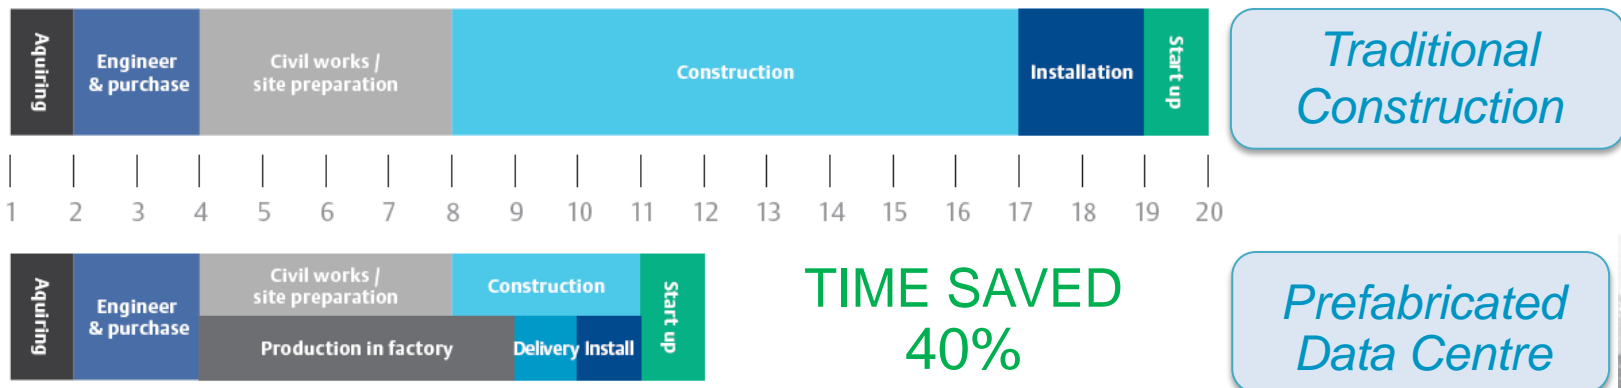 Aquiring
Engineer
& purchase
Civil works /
site preparation
Construction
Installation
Start up
Traditional
Construction
1 2 3 4 5 6 7 8 9 10 11 12 13 14 15 16 17 18 19 20
Aquiring
Engineer
& purchase
Civil works /
site preparation
Construction
Production in factory
Delivery
Install
Start up
TIME SAVED
40%
Prefabricated
Data Centre